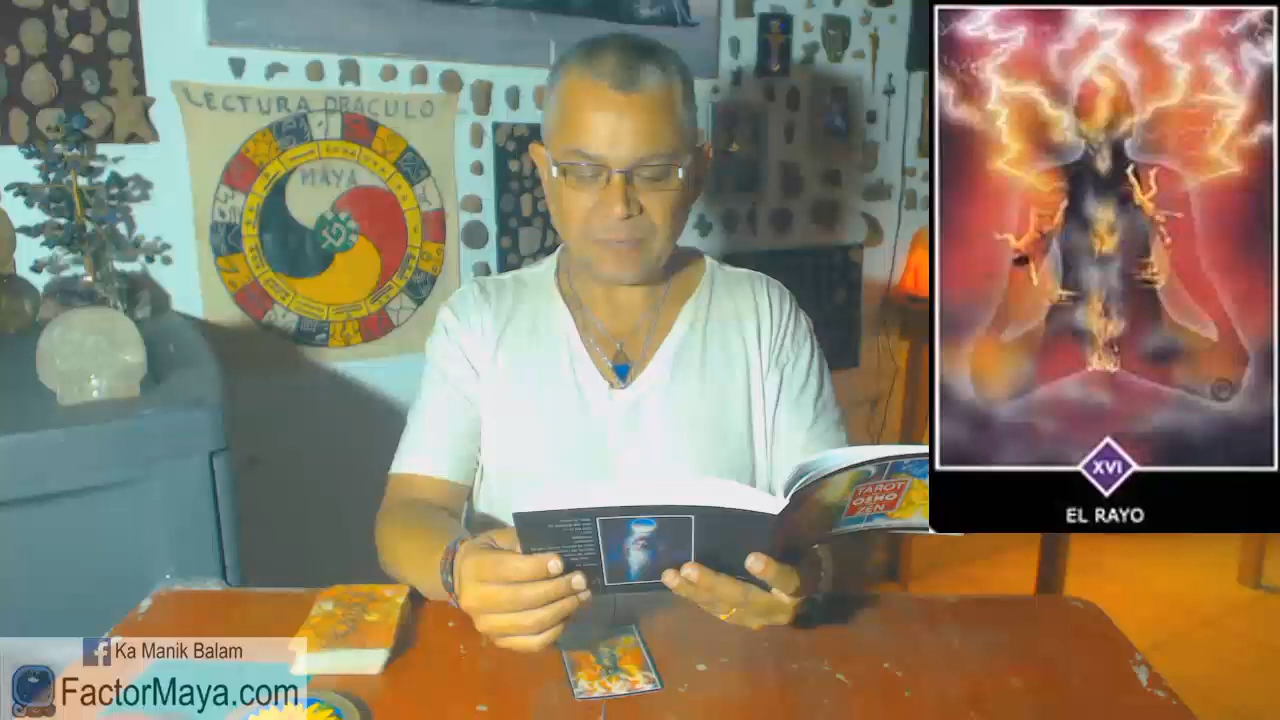 LECTURA ORACULO
MAYA
TAROT
OSHO
ZEN
XVI
EL RAYO
Ka Manik Balam
FactorMaya.com